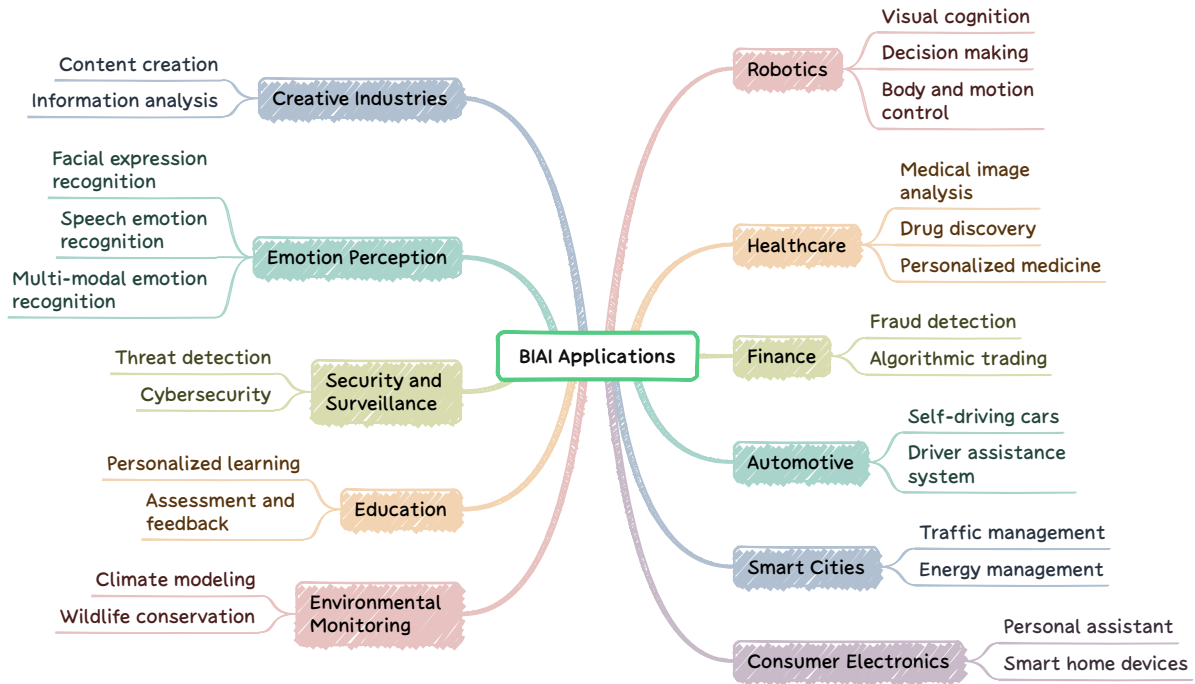 BIAI Applications
Creative Industries
Content creation
Information analysis
Emotion Perception
Facial expression
recognition
Speech emotion
recognition
Multi-modal emotion
recognition
Security and
Surveillance
Threat detection
Cybersecurity
Education
Personalized learning
Assessment and
feedback
Environmental
Monitoring
Climate modeling
Wildlife conservation
Robotics
Visual cognition
Decision making
Body and motion
control
Healthcare
Medical image
analysis
Drug discovery
Personalized medicine
Finance
Fraud detection
Algorithmic trading
Automotive
Self-driving cars
Driver assistance
system
Smart Cities
Traffic management
Energy management
Consumer Electronics
Personal assistant
Smart home devices